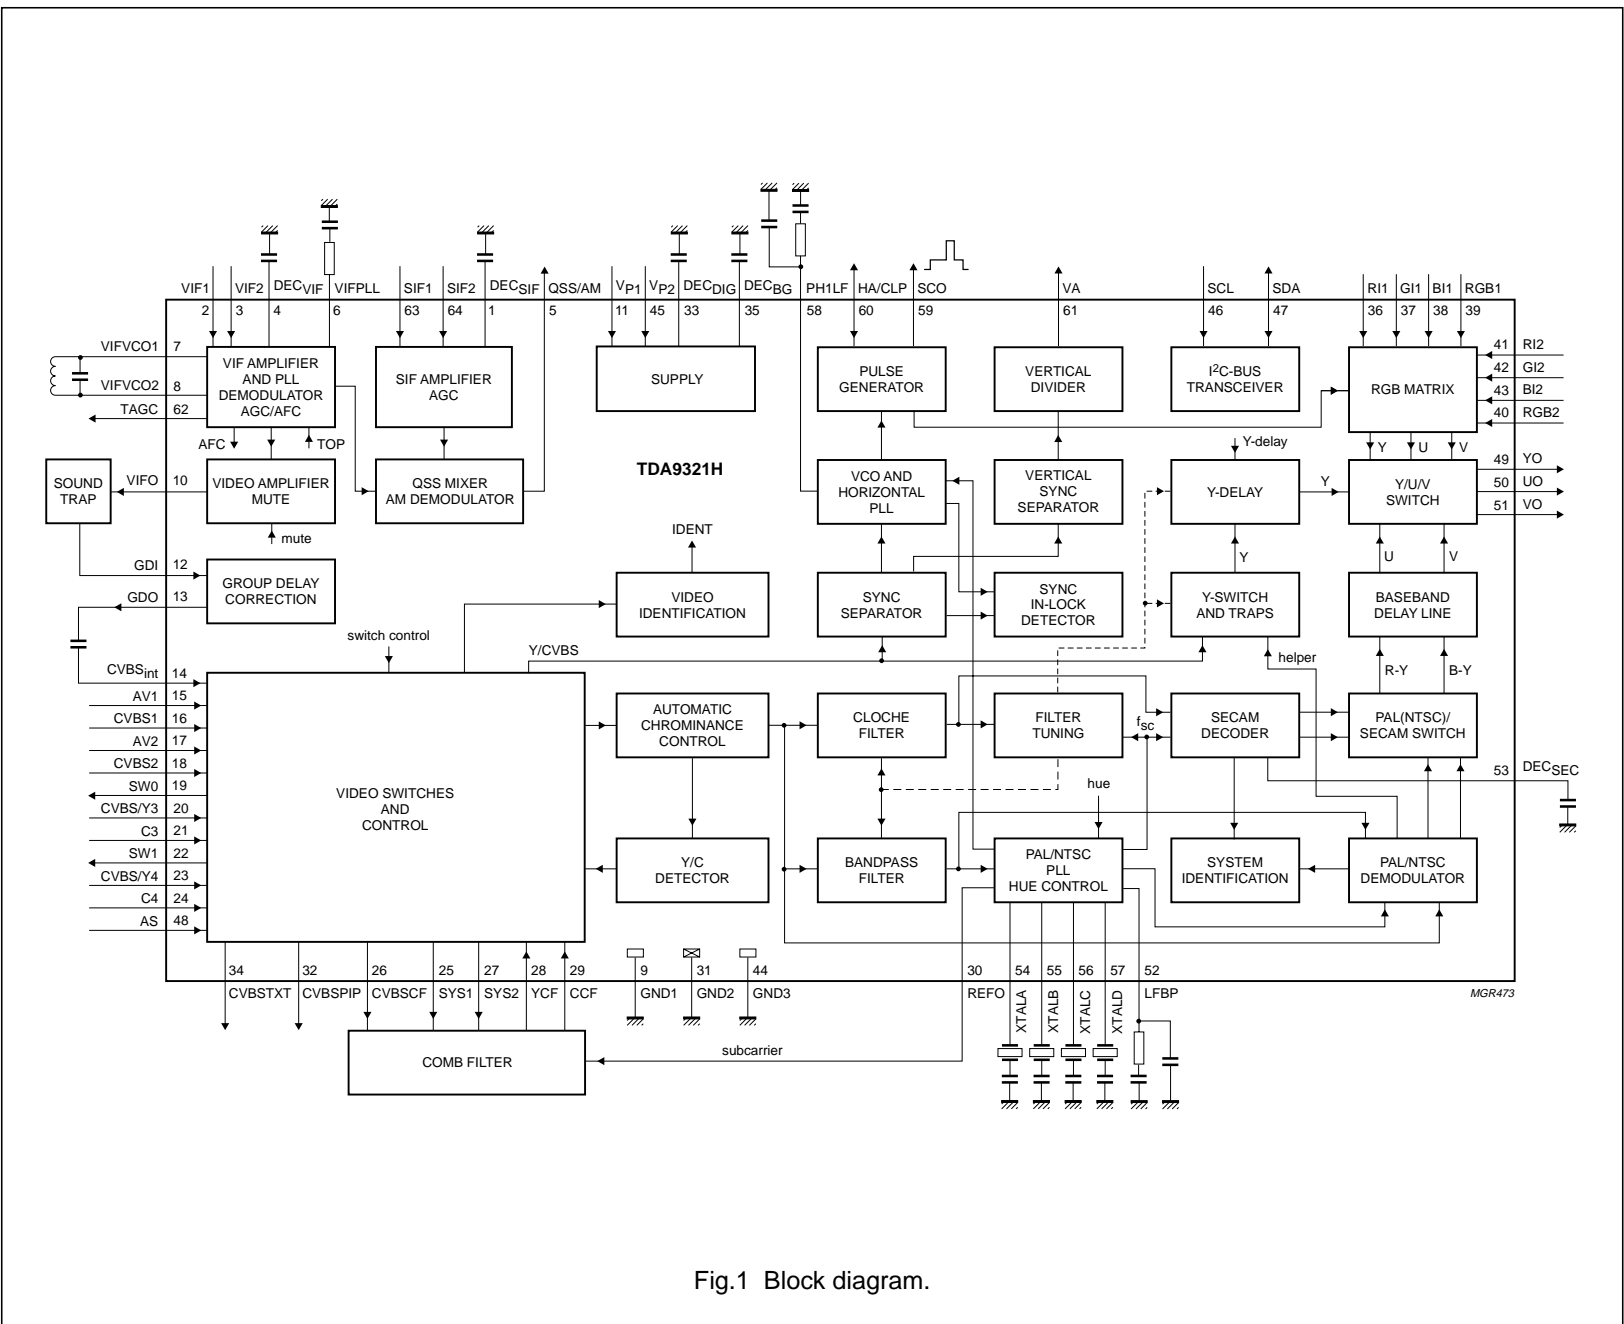 VIF1
VIF2
DECVIF
VIFPLL
SIF1
SIF2
DECSIF
QSS/AM
VP1
VP2
DECDIG
DECBG
PH1LF
HA/CLP
SCO
VA
SCL
SDA
RI1
GI1
BI1
RGB1
2
3
4
6
63
64
1
5
11
45
33
35
58
60
59
61
46
47
36
37
38
39
VIFVCO1
7
VIFVCO2
8
TAGC
62
VIF AMPLIFIER
AND PLL
DEMODULATOR
AGC/AFC
SIF AMPLIFIER
AGC
SUPPLY
PULSE
GENERATOR
VERTICAL
DIVIDER
I2C-BUS
TRANSCEIVER
RGB MATRIX
41
RI2
42
GI2
43
BI2
40
RGB2
AFC
TOP
Y-delay
Y
U
V
SOUND
TRAP
VIFO
10
VIDEO AMPLIFIER
MUTE
QSS MIXER
AM DEMODULATOR
TDA9321H
VCO AND
HORIZONTAL
PLL
VERTICAL
SYNC
SEPARATOR
Y-DELAY
Y
Y/U/V
SWITCH
49
YO
50
UO
51
VO
mute
IDENT
Y
U
V
GDI
12
GDO
13
GROUP DELAY
CORRECTION
VIDEO
IDENTIFICATION
SYNC
SEPARATOR
SYNC
IN-LOCK
DETECTOR
Y-SWITCH
AND TRAPS
BASEBAND
DELAY LINE
switch control
Y/CVBS
helper
R-Y
B-Y
CVBSint
14
AV1
15
CVBS1
16
AV2
17
CVBS2
18
SW0
19
CVBS/Y3
20
C3
21
SW1
22
CVBS/Y4
23
C4
24
AS
48
VIDEO SWITCHES
AND
CONTROL
AUTOMATIC
CHROMINANCE
CONTROL
CLOCHE
FILTER
FILTER
TUNING
fsc
SECAM
DECODER
PAL(NTSC)/
SECAM SWITCH
53
DECSEC
hue
Y/C
DETECTOR
BANDPASS
FILTER
PAL/NTSC
PLL
HUE CONTROL
SYSTEM
IDENTIFICATION
PAL/NTSC
DEMODULATOR
34
32
26
25
27
28
29
9
31
44
30
54
55
56
57
52
CVBSTXT
CVBSPIP
CVBSCF
SYS1
SYS2
YCF
CCF
GND1
GND2
GND3
REFO
XTALA
XTALB
XTALC
XTALD
LFBP
MGR473
COMB FILTER
subcarrier
Fig.1 Block diagram.